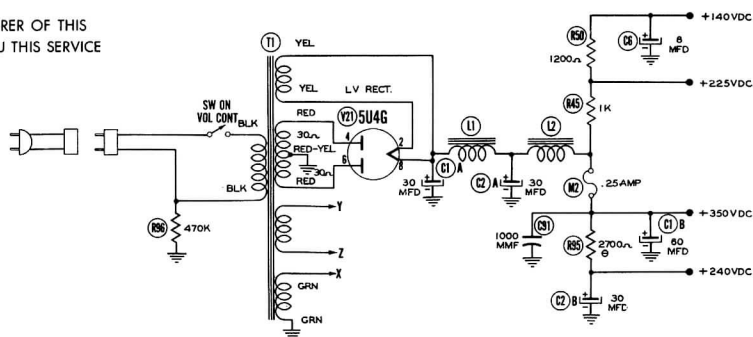 RER OF THIS
J THIS SERVICE
T1
YEL
YEL
LV RECT.
V21
5U4G
RED
30Ω
RED-YEL
30Ω
RED
4
6
2
8
SW ON
VOL CONT
BLK
BLK
R96
470K
Y
Z
X
GRN
GRN
L1
L2
C1 A
30
MFD
C2 A
30
MFD
R50
1200Ω
C6
8
MFD
+140VDC
+225VDC
R45
1K
M2
.25AMP
+350VDC
C91
1000
MMF
R95
2700Ω
Θ
C1 B
60
MFD
+240VDC
C2 B
30
MFD